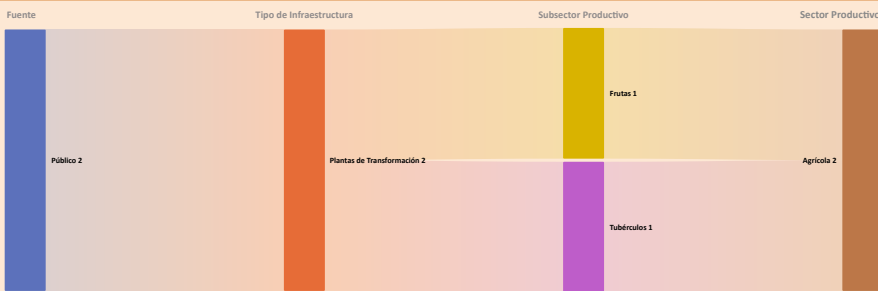 Fuente Tipo de Infraestructura Subsector Productivo Sector Productivo
Frutas 1
Público 2 Plantas de Transformación 2 Agrícola 2
Tubérculos 1